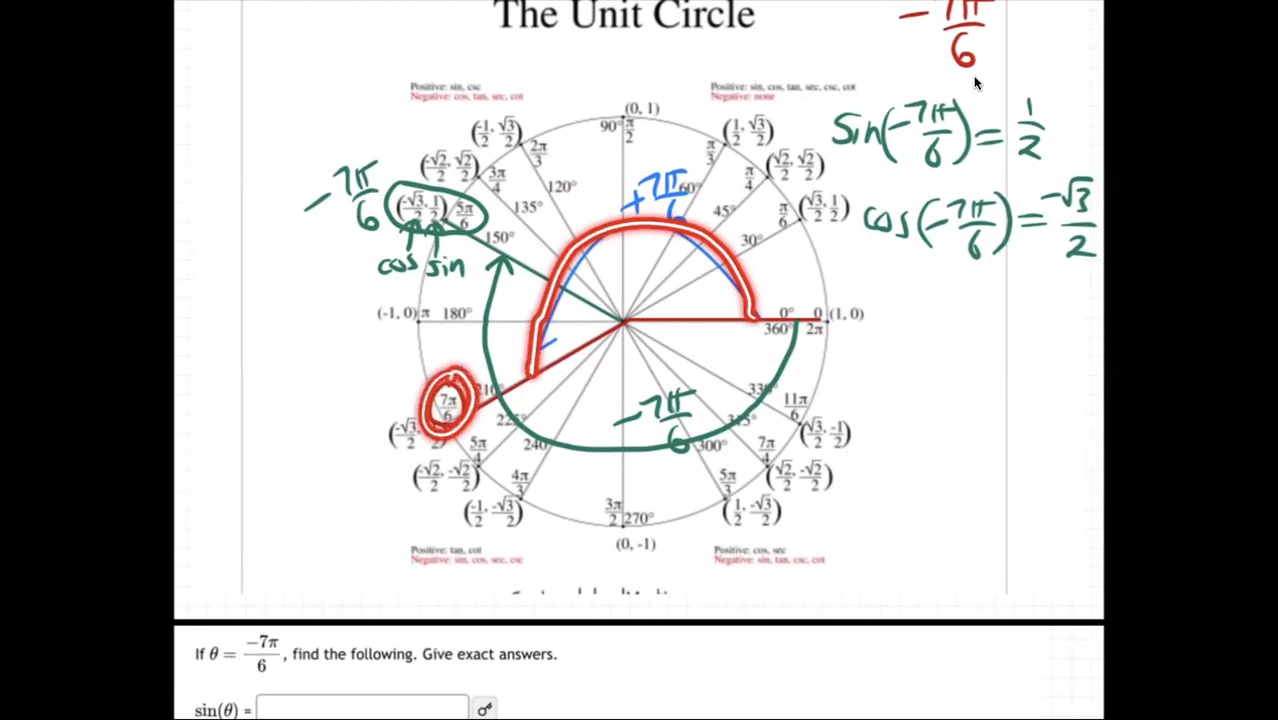 The Unit Circle
-7π/6
Positive: sin, csc
Negative: cos, tan, sec, cot
Positive: sin, cos, tan, sec, csc, cot
Negative: none
(0, 1)
90° π/2
(-1/2, √3/2) 2π/3 120°
(-√2/2, √2/2) 3π/4 135°
-7π/6 (-√3/2, 1/2) 5π/6 150°
cos sin
+7π/6
π/3 60° (1/2, √3/2)
π/4 45° (√2/2, √2/2)
π/6 30° (√3/2, 1/2)
sin(-7π/6) = 1/2
cos(-7π/6) = -√3/2
(-1, 0) π 180°
0° 0 (1, 0)
360° 2π
7π/6 210°
5π/4 225°
(-√2/2, -√2/2)
4π/3 240
(-1/2, -√3/2)
-7π/6
330° 11π/6 (√3/2, -1/2)
315° 7π/4 (√2/2, -√2/2)
300° 5π/3 (1/2, -√3/2)
3π/2 270°
(0, -1)
Positive: tan, cot
Negative: sin, cos, sec, csc
Positive: cos, sec
Negative: sin, tan, csc, cot
If θ = -7π/6, find the following. Give exact answers.
sin(θ) =